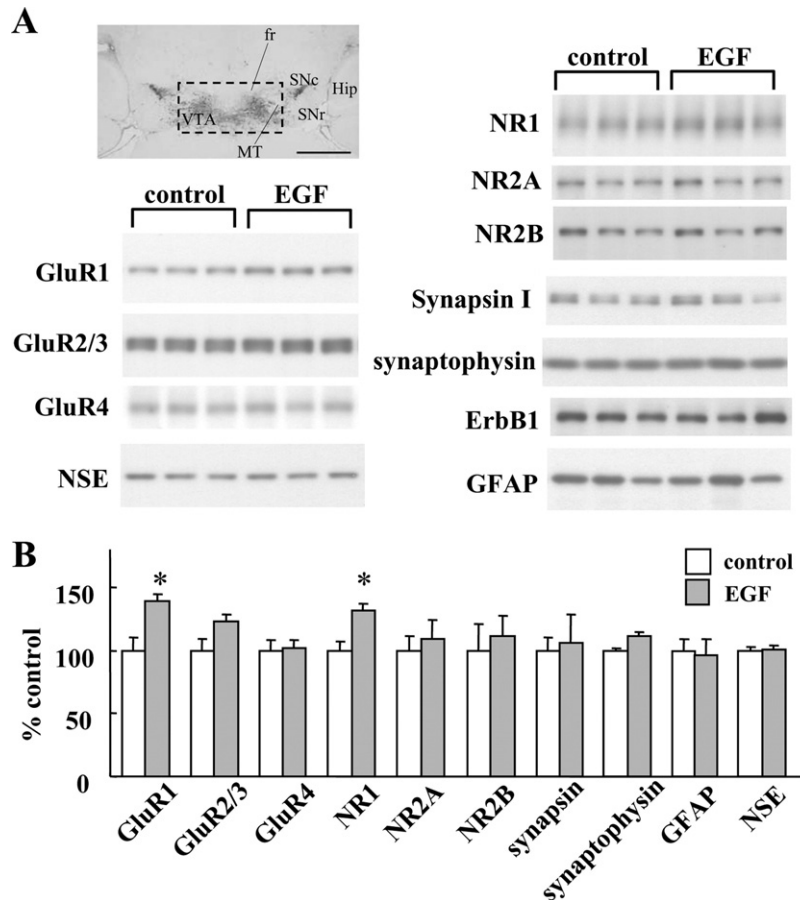 A
fr
SNc
Hip
VTA
SNr
MT
control EGF
GluR1
GluR2/3
GluR4
NSE
control EGF
NR1
NR2A
NR2B
Synapsin I
synaptophysin
ErbB1
GFAP
B
control
EGF
% control
150
100
50
0
*
*
GluR1
GluR2/3
GluR4
NR1
NR2A
NR2B
synapsin
synaptophysin
GFAP
NSE